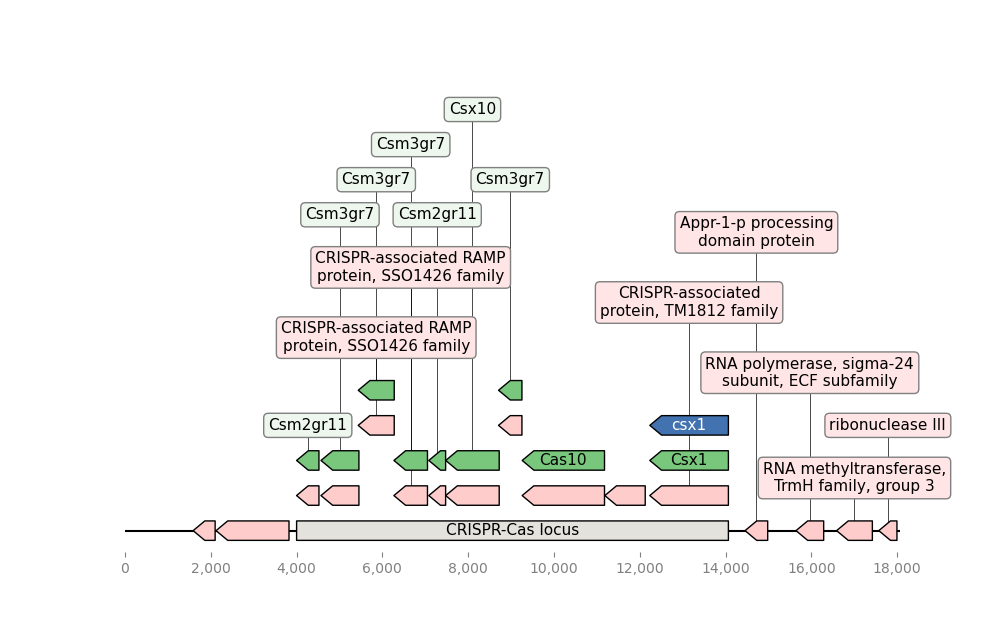 Csx10
Csm3gr7
Csm3gr7
Csm3gr7
Csm3gr7
Csm2gr11
Appr-1-p processing
domain protein
CRISPR-associated RAMP
protein, SSO1426 family
CRISPR-associated
protein, TM1812 family
CRISPR-associated RAMP
protein, SSO1426 family
RNA polymerase, sigma-24
subunit, ECF subfamily
Csm2gr11
csx1
ribonuclease III
Cas10
Csx1
RNA methyltransferase,
TrmH family, group 3
CRISPR-Cas locus
0
2,000
4,000
6,000
8,000
10,000
12,000
14,000
16,000
18,000